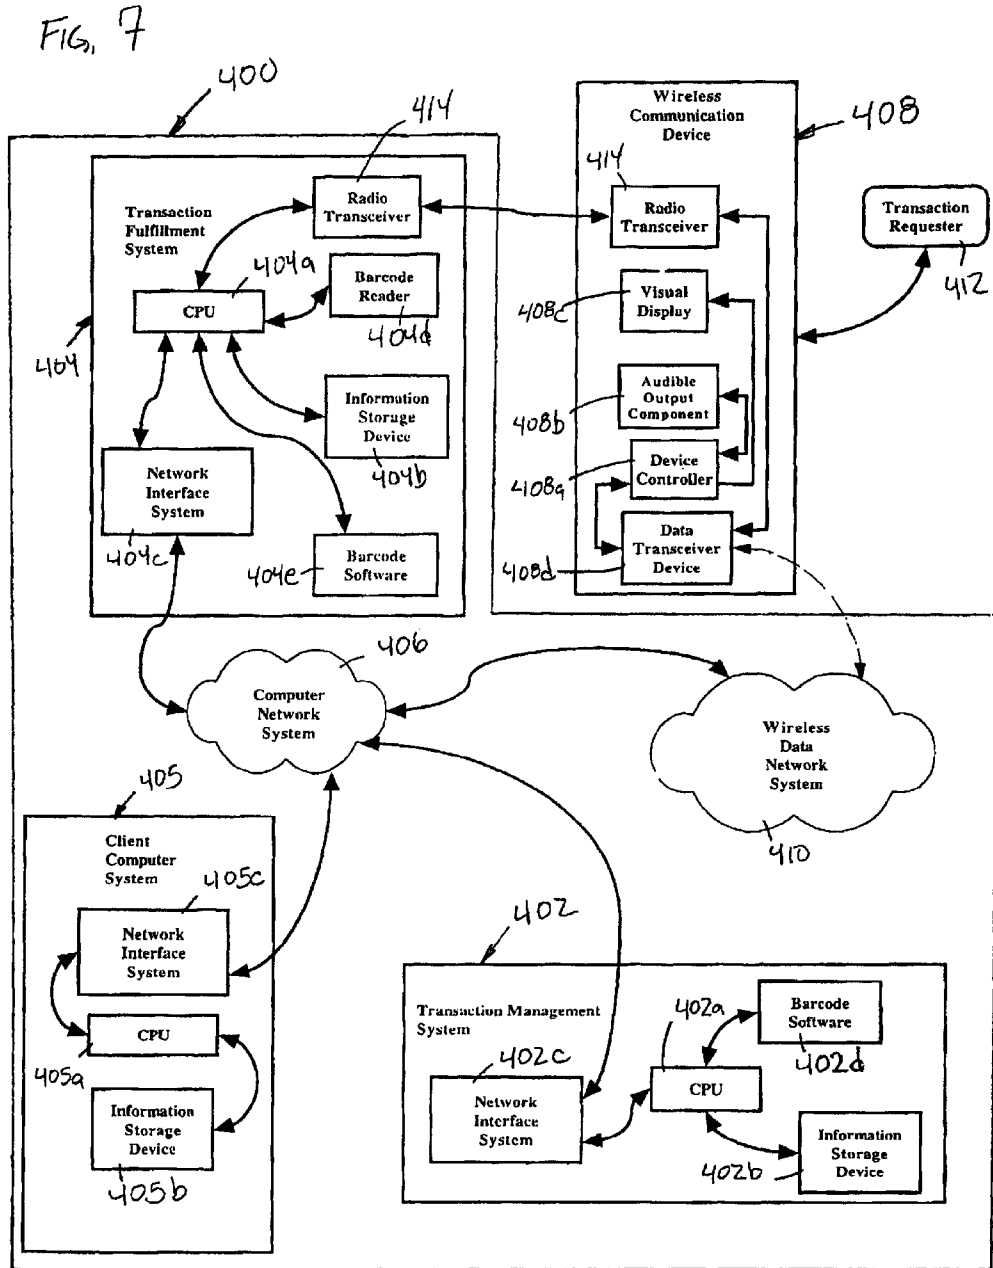 FIG. 7
400
414
Transaction
Fulfillment
System
Radio
Transceiver
404a
CPU
Barcode
Reader
404d
404
Information
Storage
Device
404b
Network
Interface
System
404c
404e
Barcode
Software
Wireless
Communication
Device
408
414
Radio
Transceiver
Transaction
Requester
412
408c
Visual
Display
Audible
Output
Component
408b
408a
Device
Controller
408d
Data
Transceiver
Device
406
Computer
Network
System
Wireless
Data
Network
System
410
405
Client
Computer
System
405c
Network
Interface
System
CPU
405a
Information
Storage
Device
405b
402
Transaction Management
System
402a
Barcode
Software
402d
402c
CPU
Network
Interface
System
402b
Information
Storage
Device